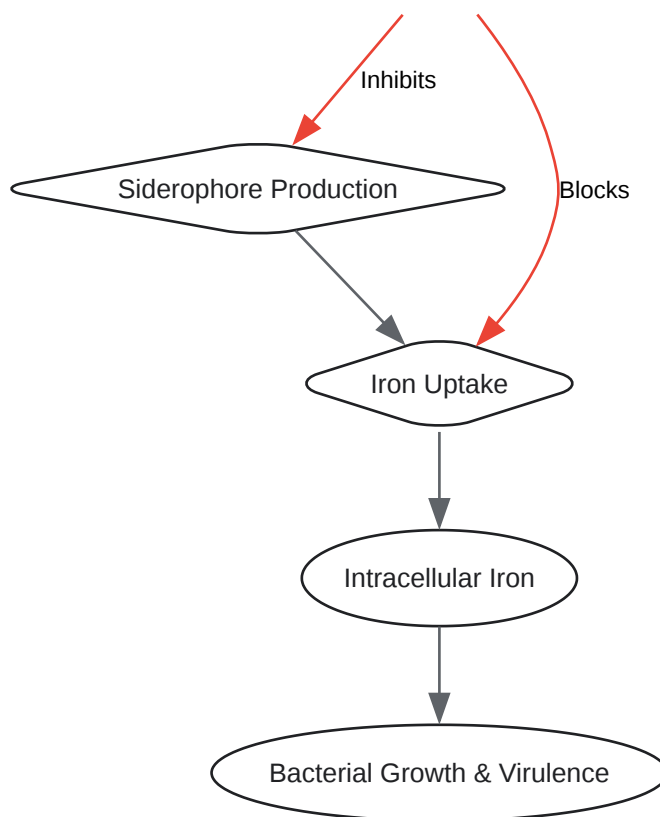 Inhibits
Siderophore Production
Blocks
Iron Uptake
Intracellular Iron
Bacterial Growth & Virulence